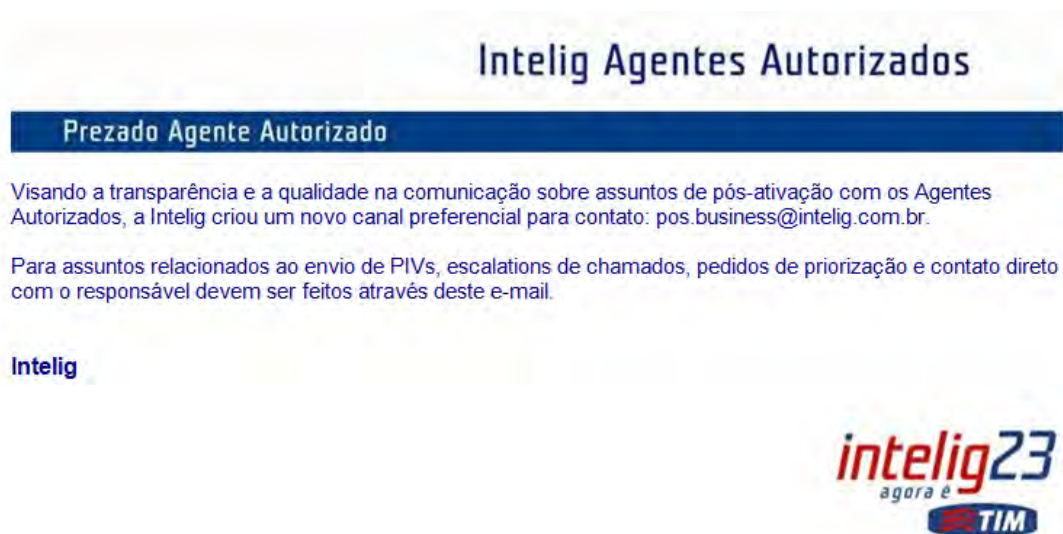 Intelig Agentes Autorizados
Prezado Agente Autorizado
Visando a transparência e a qualidade na comunicação sobre assuntos de pós-ativação com os Agentes
Autorizados, a Intelig criou um novo canal preferencial para contato: pos.business@intelig.com.br.
Para assuntos relacionados ao envio de PIVs, escalations de chamados, pedidos de priorização e contato direto
com o responsável devem ser feitos através deste e-mail.
Intelig
intelig23
agora é
TIM